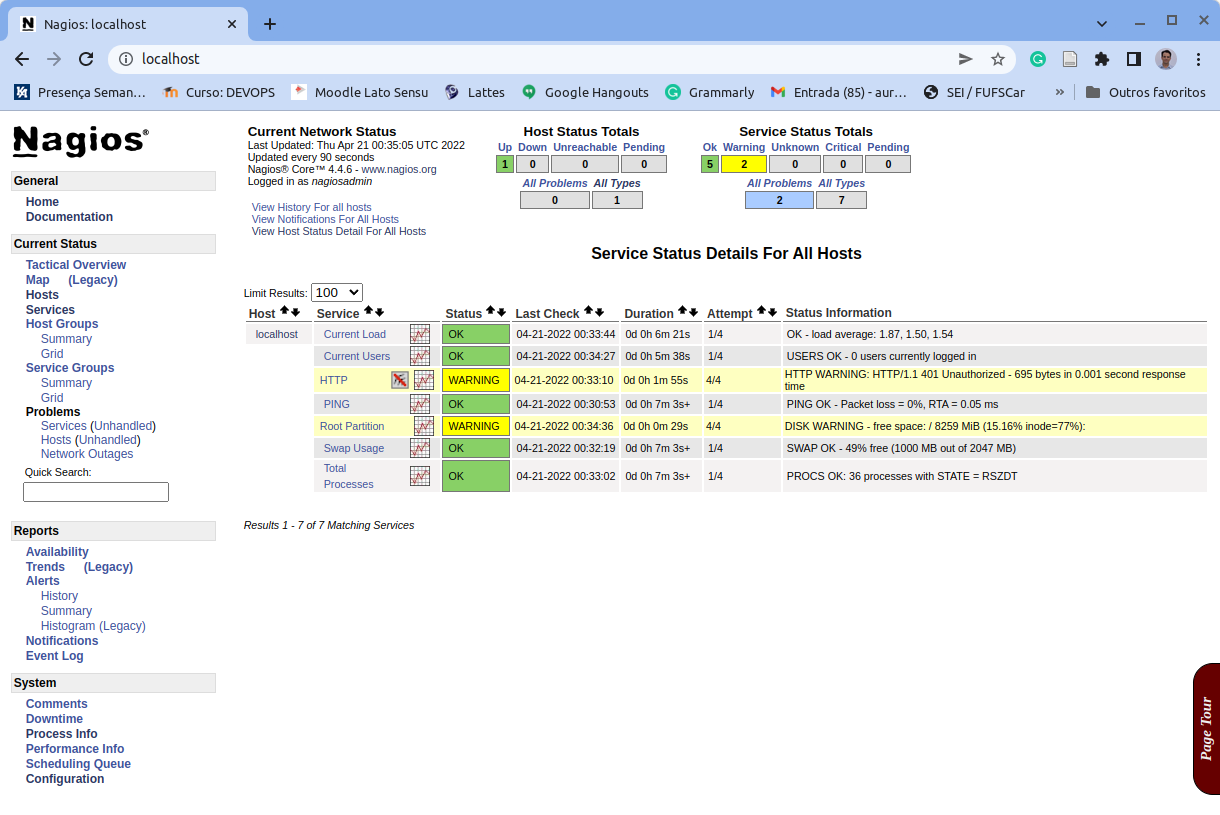 Nagios: localhost
localhost
Presença Seman...
Curso: DEVOPS
Moodle Lato Sensu
Lattes
Google Hangouts
Grammarly
Entrada (85) - aur...
SEI / FUFSCar
»
Outros favoritos
Nagios®
General
Home
Documentation
Current Status
Tactical Overview
Map (Legacy)
Hosts
Services
Host Groups
Summary
Grid
Service Groups
Summary
Grid
Problems
Services (Unhandled)
Hosts (Unhandled)
Network Outages
Quick Search:
Reports
Availability
Trends (Legacy)
Alerts
History
Summary
Histogram (Legacy)
Notifications
Event Log
System
Comments
Downtime
Process Info
Performance Info
Scheduling Queue
Configuration
Current Network Status
Last Updated: Thu Apr 21 00:35:05 UTC 2022
Updated every 90 seconds
Nagios® Core™ 4.4.6 - www.nagios.org
Logged in as nagiosadmin
View History For all hosts
View Notifications For All Hosts
View Host Status Detail For All Hosts
Host Status Totals
Up Down Unreachable Pending
1 0 0 0
All Problems All Types
0 1
Service Status Totals
Ok Warning Unknown Critical Pending
5 2 0 0 0
All Problems All Types
2 7
Service Status Details For All Hosts
Limit Results: 100
Host Service Status Last Check Duration Attempt Status Information
localhost Current Load OK 04-21-2022 00:33:44 0d 0h 6m 21s 1/4 OK - load average: 1.87, 1.50, 1.54
Current Users OK 04-21-2022 00:34:27 0d 0h 5m 38s 1/4 USERS OK - 0 users currently logged in
HTTP WARNING 04-21-2022 00:33:10 0d 0h 1m 55s 4/4 HTTP WARNING: HTTP/1.1 401 Unauthorized - 695 bytes in 0.001 second response
time
PING OK 04-21-2022 00:30:53 0d 0h 7m 3s+ 1/4 PING OK - Packet loss = 0%, RTA = 0.05 ms
Root Partition WARNING 04-21-2022 00:34:36 0d 0h 0m 29s 4/4 DISK WARNING - free space: / 8259 MiB (15.16% inode=77%):
Swap Usage OK 04-21-2022 00:32:19 0d 0h 7m 3s+ 1/4 SWAP OK - 49% free (1000 MB out of 2047 MB)
Total
Processes OK 04-21-2022 00:33:02 0d 0h 7m 3s+ 1/4 PROCS OK: 36 processes with STATE = RSZDT
Results 1 - 7 of 7 Matching Services
Page Tour